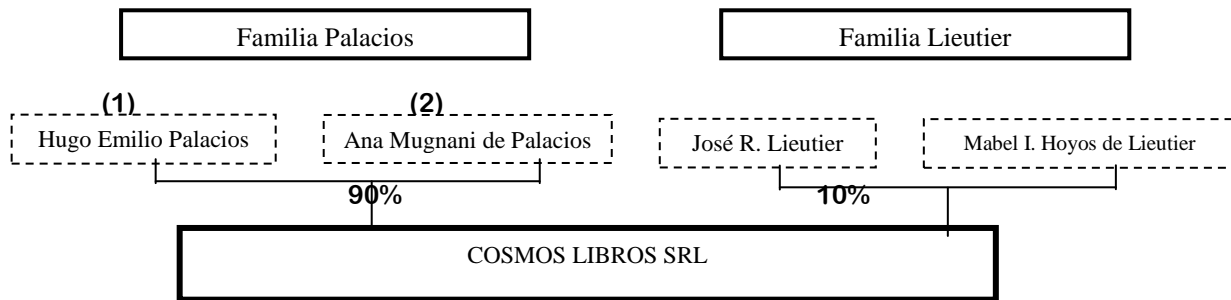 Familia Palacios
Familia Lieutier
(1)
(2)
Hugo Emilio Palacios
Ana Mugnani de Palacios
José R. Lieutier
Mabel I. Hoyos de Lieutier
90%
10%
COSMOS LIBROS SRL